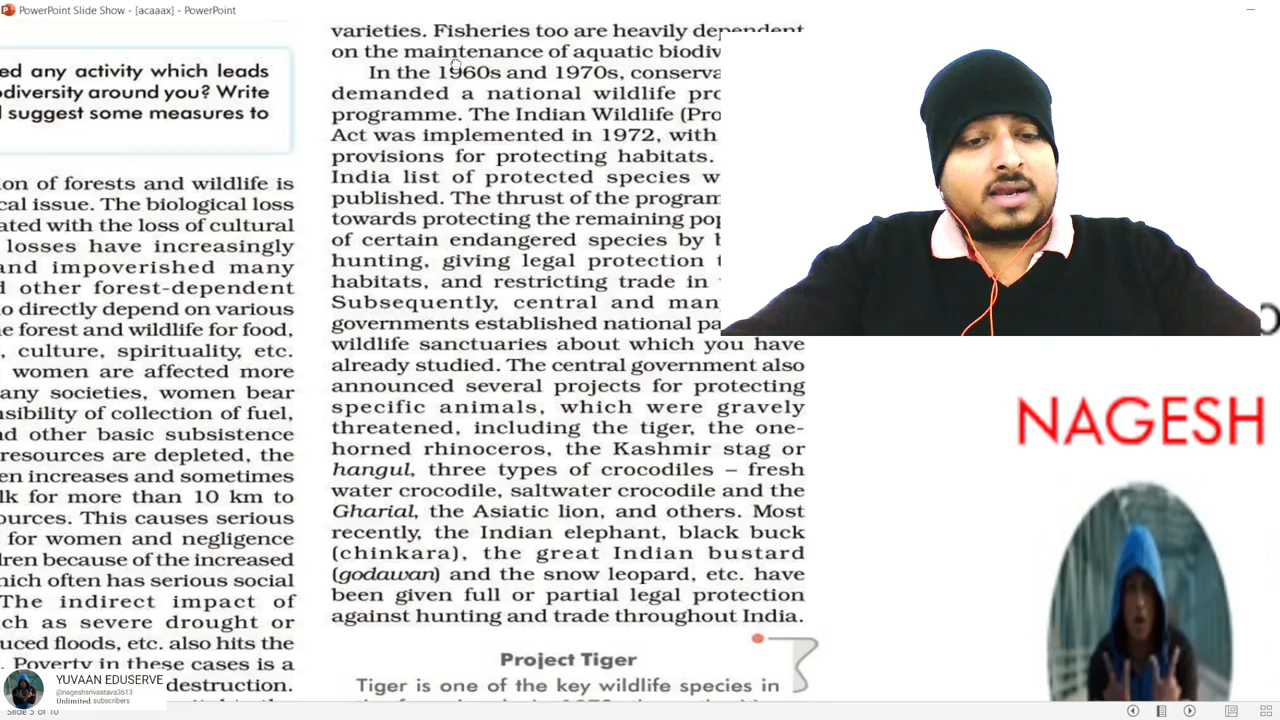 PowerPoint Slide Show - [acaaax] - PowerPoint
ed any activity which leads
odiversity around you? Write
suggest some measures to
ion of forests and wildlife is
cal issue. The biological loss
ated with the loss of cultural
losses have increasingly
and impoverished many
d other forest-dependent
o directly depend on various
e forest and wildlife for food,
, culture, spirituality, etc.
women are affected more
any societies, women bear
nsibility of collection of fuel,
nd other basic subsistence
resources are depleted, the
en increases and sometimes
lk for more than 10 km to
ources. This causes serious
for women and negligence
dren because of the increased
hich often has serious social
The indirect impact of
ch as severe drought or
uced floods, etc. also hits the
. Poverty in these cases is a
destruction.
varieties. Fisheries too are heavily dependent
on the maintenance of aquatic biodiv
In the 1960s and 1970s, conserva
demanded a national wildlife pro
programme. The Indian Wildlife (Pro
Act was implemented in 1972, with
provisions for protecting habitats.
India list of protected species w
published. The thrust of the program
towards protecting the remaining pop
of certain endangered species by b
hunting, giving legal protection t
habitats, and restricting trade in
Subsequently, central and man
governments established national pa
wildlife sanctuaries about which you have
already studied. The central government also
announced several projects for protecting
specific animals, which were gravely
threatened, including the tiger, the one-
horned rhinoceros, the Kashmir stag or
hangul, three types of crocodiles – fresh
water crocodile, saltwater crocodile and the
Gharial, the Asiatic lion, and others. Most
recently, the Indian elephant, black buck
(chinkara), the great Indian bustard
(godawan) and the snow leopard, etc. have
been given full or partial legal protection
against hunting and trade throughout India.
Project Tiger
Tiger is one of the key wildlife species in
NAGESH
YUVAAN EDUSERVE
@nageshsrivastava3613
Unlimited subscribers
Slide 5 of 10